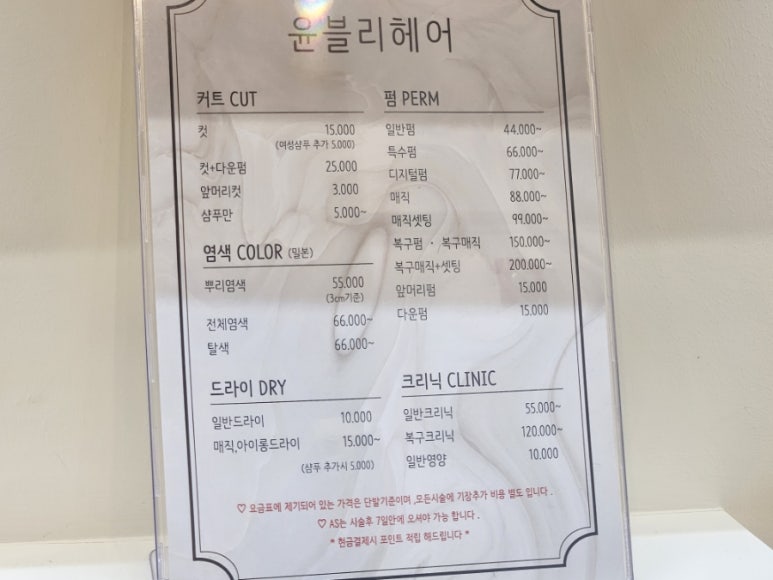 윤블리헤어
커트 CUT
컷 15.000
(여성샴푸 추가 5.000)
컷+다운펌 25.000
앞머리컷 3.000
샴푸만 5.000~
염색 COLOR (밀본)
뿌리염색 55.000
(3cm기준)
전체염색 66.000~
탈색 66.000~
드라이 DRY
일반드라이 10.000
매직,아이롱드라이 15.000~
(샴푸 추가시 5.000)
펌 PERM
일반펌 44.000~
특수펌 66.000~
디지털펌 77.000~
매직 88.000~
매직셋팅 99.000~
복구펌 · 복구매직 150.000~
복구매직+셋팅 200.000~
앞머리펌 15.000
다운펌 15.000
크리닉 CLINIC
일반크리닉 55.000~
복구크리닉 120.000~
일반영양 10.000
♡ 요금표에 제기되어 있는 가격은 단발기준이며 ,모든시술에 기장추가 비용 별도 입니다 .
♡ AS는 시술후 7일안에 오셔야 가능 합니다 .
* 현금결제시 포인트 적립 해드립니다 *